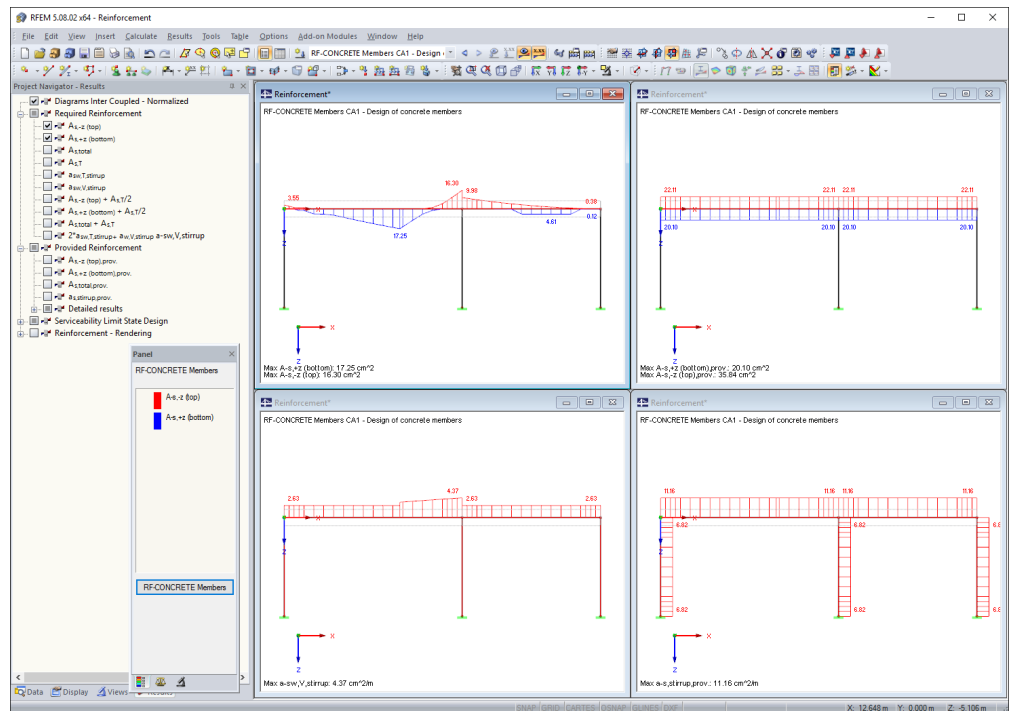 RFEM 5.08.02 x64 - Reinforcement
File Edit View Insert Calculate Results Tools Table Options Add-on Modules Window Help
RF-CONCRETE Members CA1 - Design
Project Navigator - Results
Diagrams Inter Coupled - Normalized
Required Reinforcement
As,-z (top)
As,+z (bottom)
As,total
As,T
asw,T,stirrup
asw,V,stirrup
As,-z (top) + As,T/2
As,+z (bottom) + As,T/2
As,total + As,T
2*asw,T,stirrup+ aw,V,stirrup a-sw,V,stirrup
Provided Reinforcement
As,-z (top),prov.
As,+z (bottom),prov.
As,total,prov.
as,stirrup,prov.
Detailed results
Serviceability Limit State Design
Reinforcement - Rendering
Panel
RF-CONCRETE Members
A-s,-z (top)
A-s,+z (bottom)
RF-CONCRETE Members
Data Display Views
Reinforcement*
RF-CONCRETE Members CA1 - Design of concrete members
16.30
3.55 9.98 0.38
X
17.25 4.61 0.12
Z
X
Z
Max A-s,+z (bottom): 17.25 cm^2
Max A-s,-z (top): 16.30 cm^2
Reinforcement*
RF-CONCRETE Members CA1 - Design of concrete members
22.11 22.11 22.11 22.11
X
20.10 20.10 20.10 20.10
Z
X
Z
Max A-s,+z (bottom),prov.: 20.10 cm^2
Max A-s,-z (top),prov.: 35.84 cm^2
Reinforcement*
RF-CONCRETE Members CA1 - Design of concrete members
2.63 4.37 2.63 2.63
X
Z
X
Z
Max a-sw,V,stirrup: 4.37 cm^2/m
Reinforcement*
RF-CONCRETE Members CA1 - Design of concrete members
11.16 11.16 11.16 11.16
X
6.82 6.82 6.8
Z
6.82 6.82 6.8
X
Z
Max a-s,stirrup,prov.: 11.16 cm^2/m
SNAP GRID CARTES OSNAP GLINES DXF X: 12.648 m Y: 0.000 m Z: -5.106 m